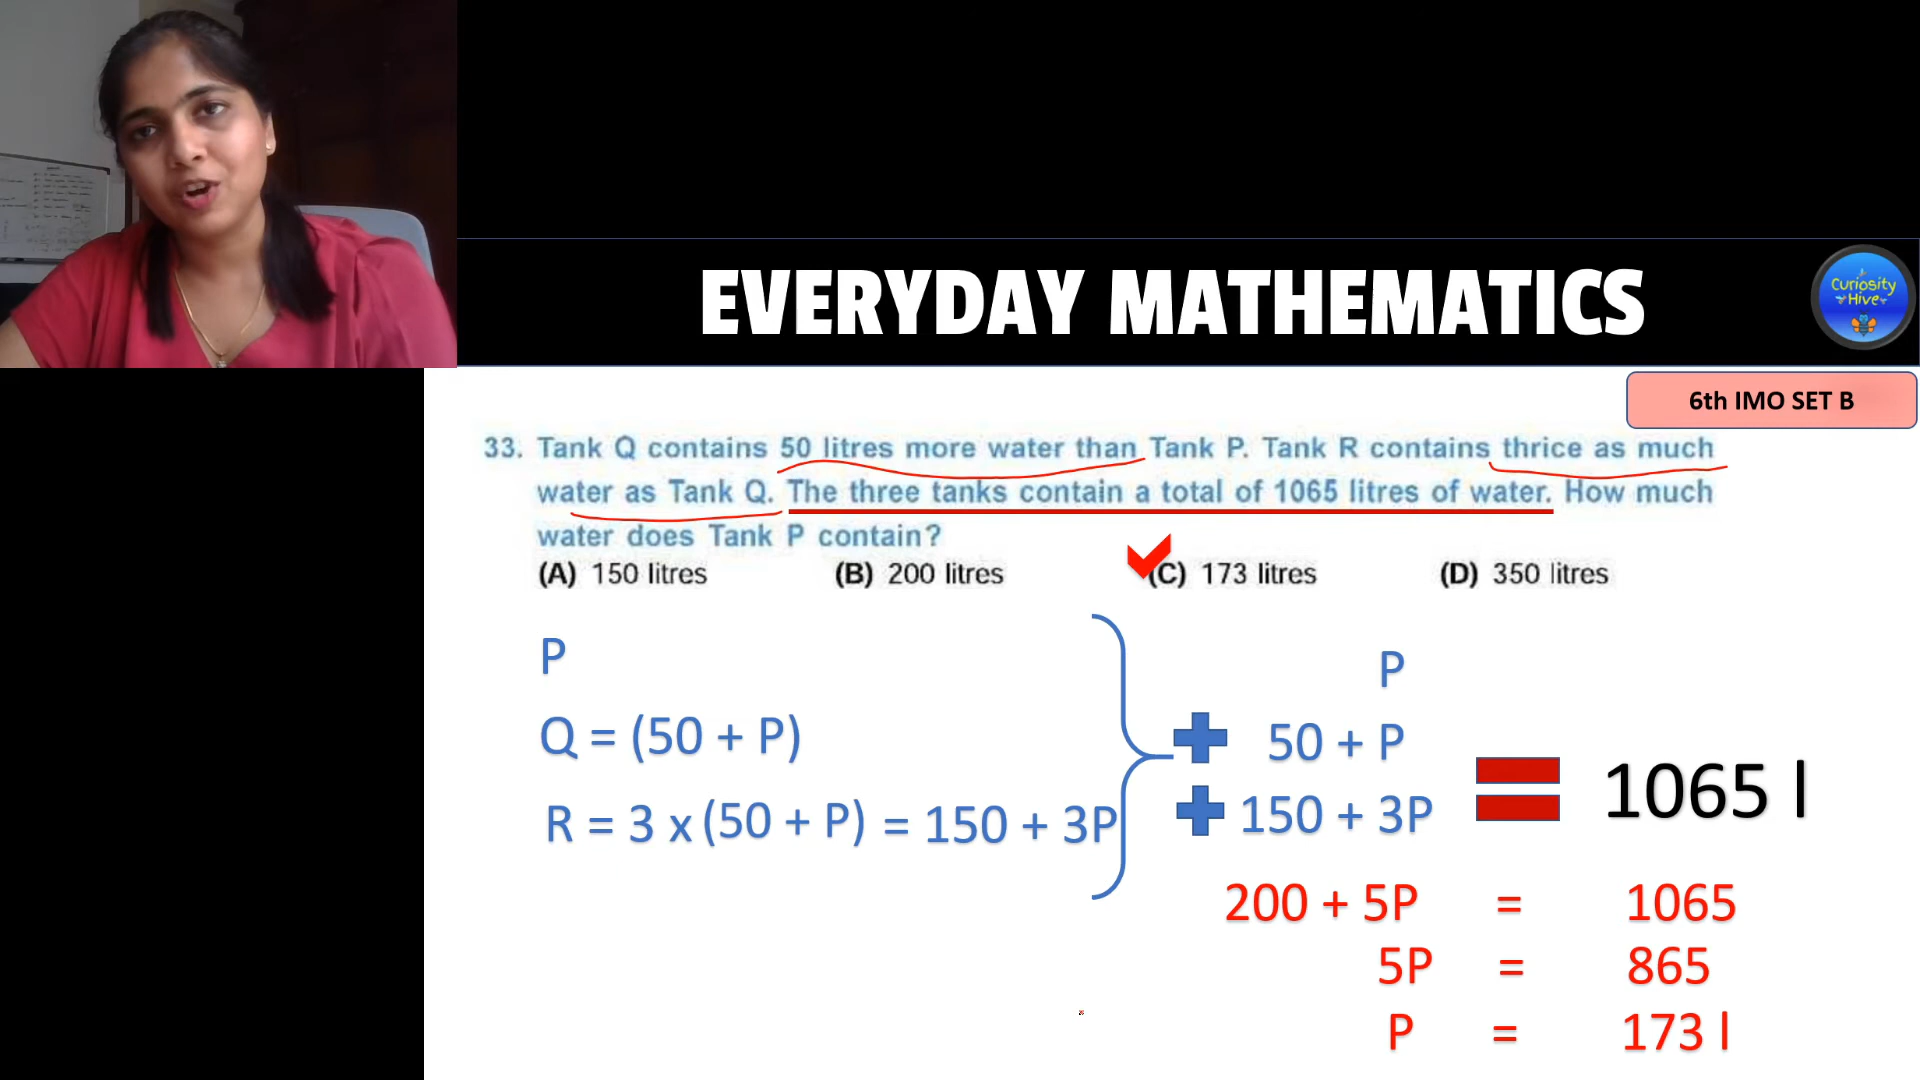 EVERYDAY MATHEMATICS
Curiosity
Hive
6th IMO SET B
33. Tank Q contains 50 litres more water than Tank P. Tank R contains thrice as much
water as Tank Q. The three tanks contain a total of 1065 litres of water. How much
water does Tank P contain?
(A) 150 litres (B) 200 litres (C) 173 litres (D) 350 litres
P
Q = (50 + P)
R = 3 x (50 + P) = 150 + 3P
P
+ 50 + P
+ 150 + 3P = 1065 l
200 + 5P = 1065
5P = 865
P = 173 l